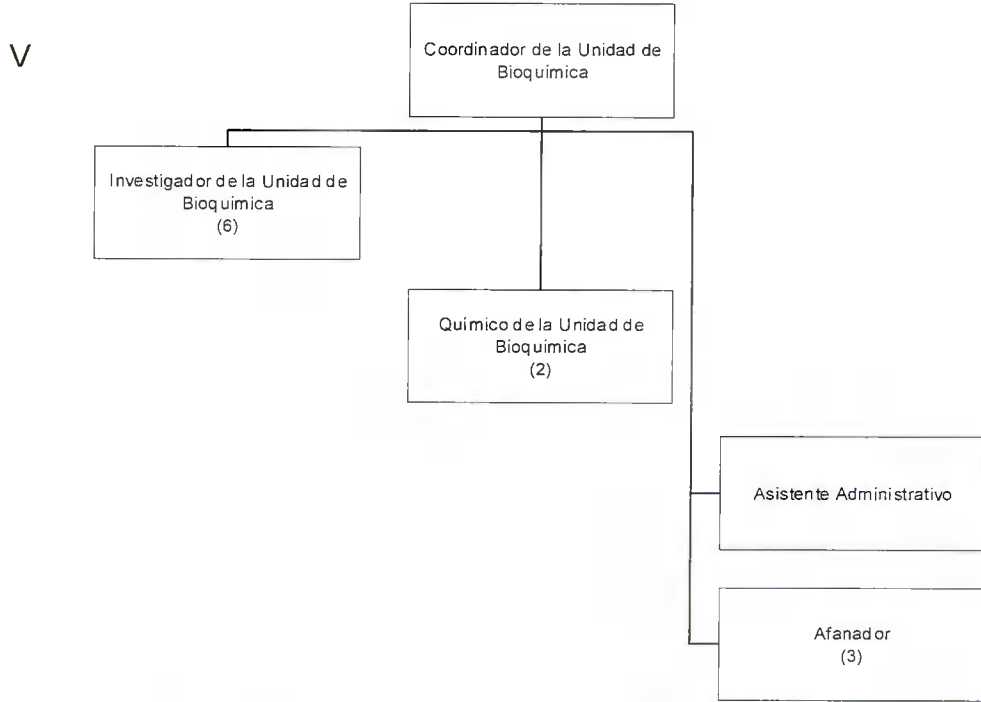 V
Coordinador de la Unidad de
Bioquímica
Investigador de la Unidad de
Bioquímica
(6)
Químico de la Unidad de
Bioquímica
(2)
Asistente Administrativo
Afanador
(3)